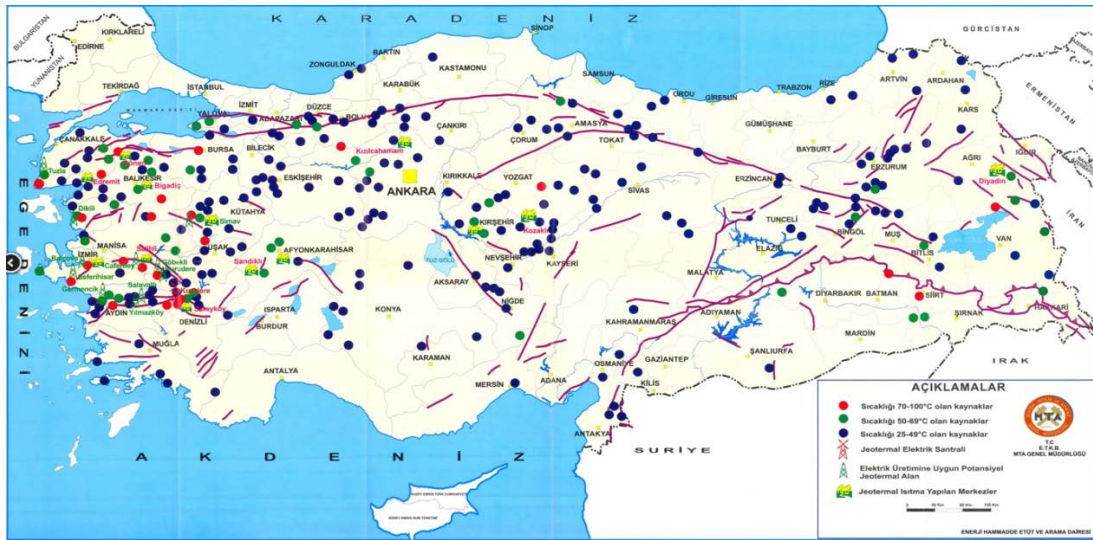 KARADENİZ
BULGARİSTAN
YUNANİSTAN
GÜRCİSTAN
ERMENİSTAN
İRAN
IRAK
SURİYE
AKDENİZ
EGE DENİZİ
KIRKLARELİ
EDİRNE
TEKİRDAĞ
İSTANBUL
YALOVA
İZMİT
ADAPAZARI
DÜZCE
BOLU
ZONGULDAK
BARTIN
KARABÜK
KASTAMONU
SİNOP
SAMSUN
ORDU
GİRESUN
TRABZON
RİZE
ARTVİN
ARDAHAN
KARS
IĞDIR
AĞRI
Diyadin
ÇANAKKALE
BURSA
BİLECİK
ESKİŞEHİR
Kızılcahamam
ÇANKIRI
ÇORUM
AMASYA
TOKAT
GÜMÜŞHANE
BAYBURT
ERZURUM
ERZİNCAN
Tuzla
Edremit
BALIKESİR
Bigadiç
ANKARA
KIRIKKALE
YOZGAT
SİVAS
Dikili
KÜTAHYA
Simav
KIRŞEHİR
Kozaklı
TUNCELİ
BİNGÖL
MUŞ
VAN
BİTLİS
MANİSA
İZMİR
UŞAK
AFYONKARAHİSAR
Sandıklı
TUZ GÖLÜ
NEVŞEHİR
KAYSERİ
AKSARAY
ELAZIĞ
MALATYA
Seferihisar
Germencik
Salavatlı
AYDIN
Yılmazköy
DENİZLİ
ISPARTA
BURDUR
KONYA
NİĞDE
KAHRAMANMARAŞ
ADIYAMAN
DİYARBAKIR
BATMAN
SİİRT
ŞIRNAK
HAKKARİ
MARDİN
MUĞLA
ANTALYA
KARAMAN
MERSİN
ADANA
OSMANİYE
GAZİANTEP
KİLİS
ŞANLIURFA
ANTAKYA
AÇIKLAMALAR
Sıcaklığı 70-100°C olan kaynaklar
Sıcaklığı 50-69°C olan kaynaklar
Sıcaklığı 25-49°C olan kaynaklar
Jeotermal Elektrik Santrali
Elektrik Üretimine Uygun Potansiyel
Jeotermal Alan
Jeotermal Isıtma Yapılan Merkezler
MTA
T.C
E.T.K.B.
MTA GENEL MÜDÜRLÜĞÜ
ENERJİ HAMMADDE ETÜT VE ARAMA DAİRESİ